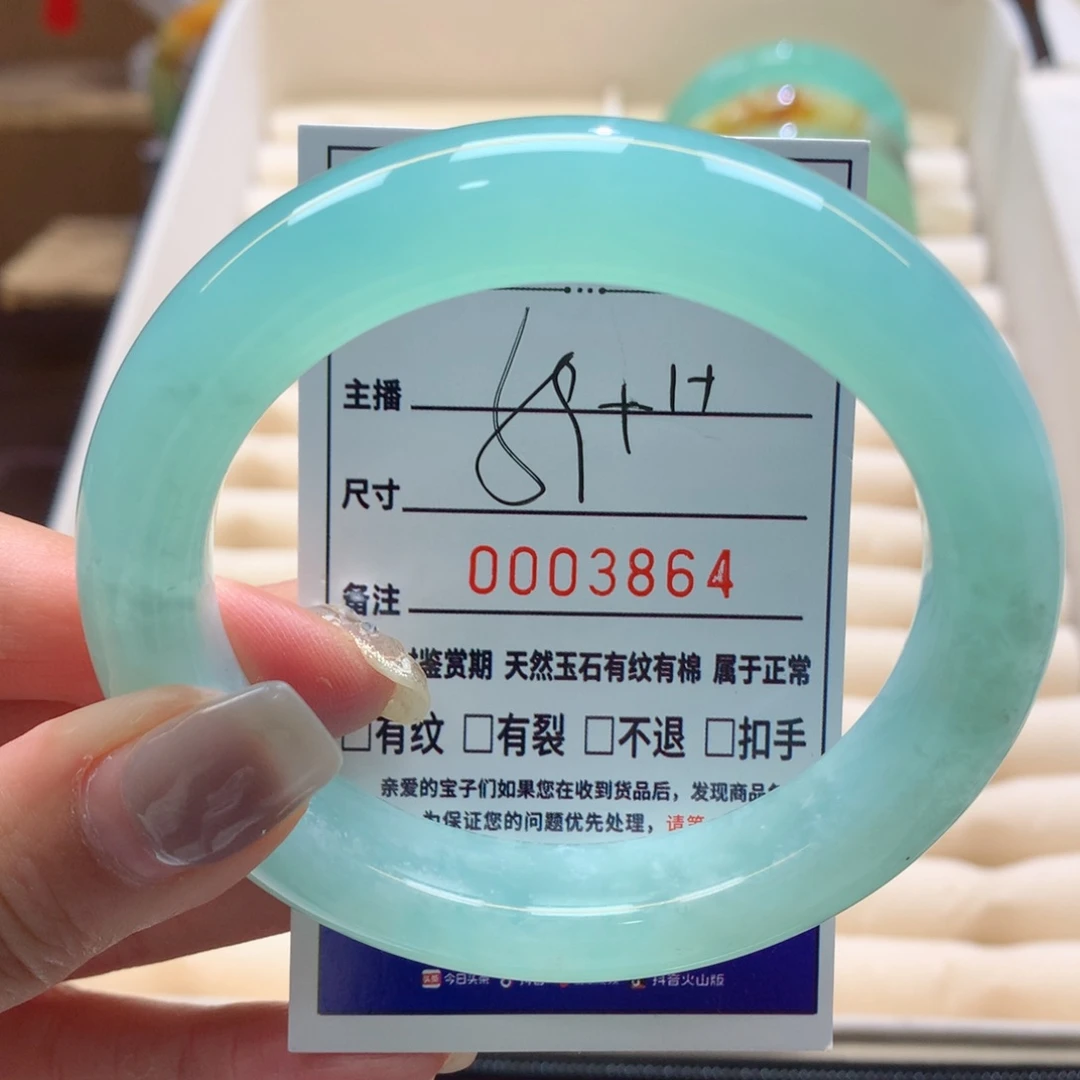 主播
尺寸
0003864
备注
鉴赏期 天然玉石有纹有棉 属于正常
□有纹 □有裂 □不退 □扣手
亲爱的宝子们如果您在收到货品后，发现商品
为保证您的问题优先处理，请
今日头条 抖音火山版